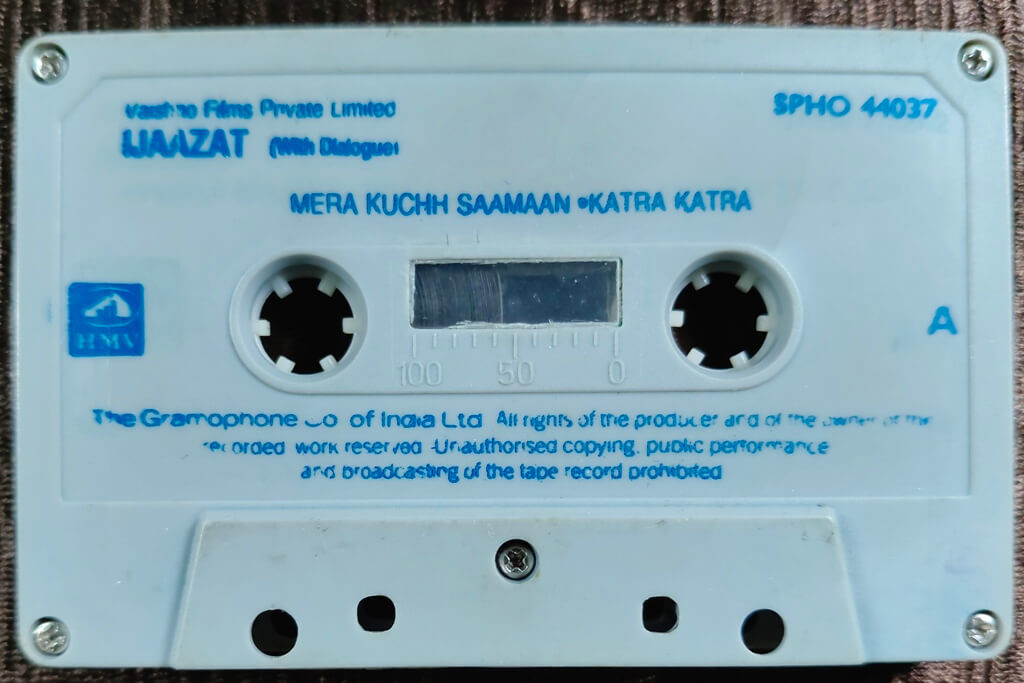 Vaishno Films Private Limited
IJAAZAT (With Dialogue)
SPHO 44037
MERA KUCHH SAAMAAN • KATRA KATRA
HMV
A
100 50 0
The Gramophone Co of India Ltd All rights of the producer and of the owner of the
recorded work reserved Unauthorised copying, public performance
and broadcasting of the tape record prohibited